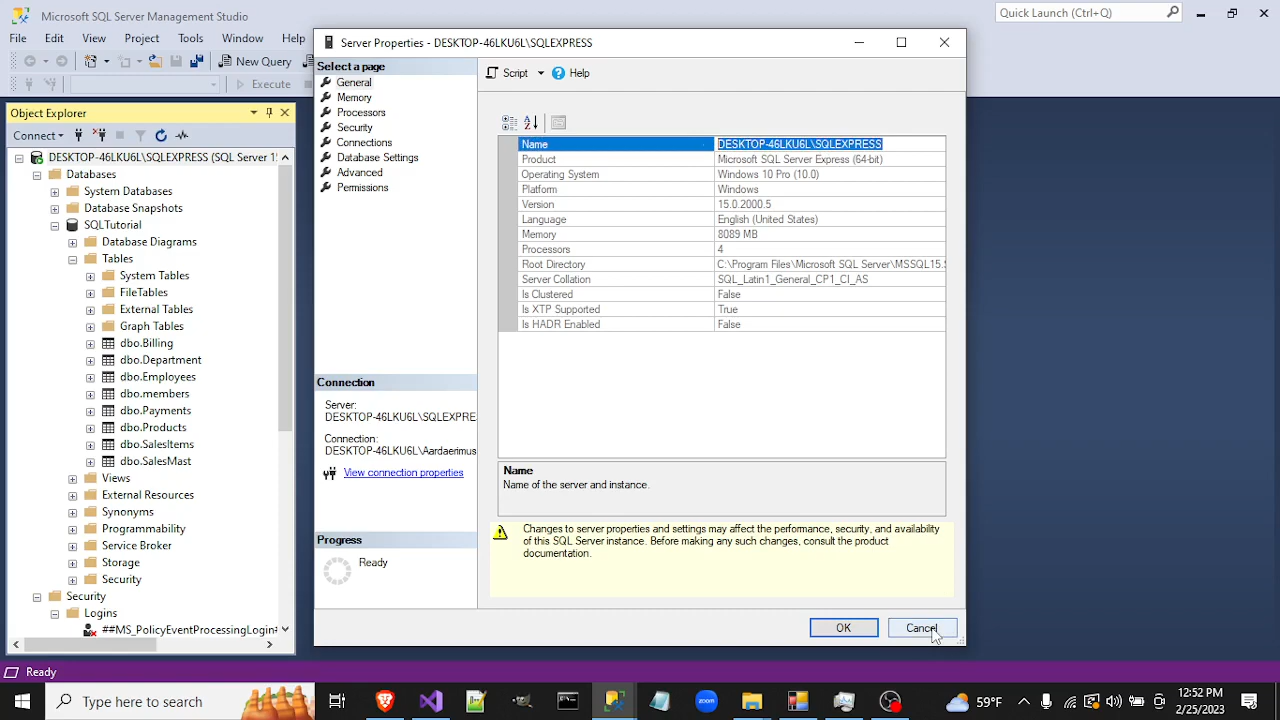 Microsoft SQL Server Management Studio
Quick Launch (Ctrl+Q)
File Edit View Project Tools Window Help
New Query
Execute
Object Explorer
Connect
DESKTOP-46LKU6L\SQLEXPRESS (SQL Server 1
Databases
System Databases
Database Snapshots
SQLTutorial
Database Diagrams
Tables
System Tables
FileTables
External Tables
Graph Tables
dbo.Billing
dbo.Department
dbo.Employees
dbo.members
dbo.Payments
dbo.Products
dbo.SalesItems
dbo.SalesMast
Views
External Resources
Synonyms
Programmability
Service Broker
Storage
Security
Security
Logins
##MS_PolicyEventProcessingLogin#
Ready
Server Properties - DESKTOP-46LKU6L\SQLEXPRESS
Select a page
General
Memory
Processors
Security
Connections
Database Settings
Advanced
Permissions
Connection
Server:
DESKTOP-46LKU6L\SQLEXPRE
Connection:
DESKTOP-46LKU6L\Aardaerimus
View connection properties
Progress
Ready
Script Help
Name DESKTOP-46LKU6L\SQLEXPRESS
Product Microsoft SQL Server Express (64-bit)
Operating System Windows 10 Pro (10.0)
Platform Windows
Version 15.0.2000.5
Language English (United States)
Memory 8089 MB
Processors 4
Root Directory C:\Program Files\Microsoft SQL Server\MSSQL15.
Server Collation SQL_Latin1_General_CP1_CI_AS
Is Clustered False
Is XTP Supported True
Is HADR Enabled False
Name
Name of the server and instance.
Changes to server properties and settings may affect the performance, security, and availability
of this SQL Server instance. Before making any such changes, consult the product
documentation.
OK Cancel
Type here to search
zoom
59°F
12:52 PM
2/25/2023